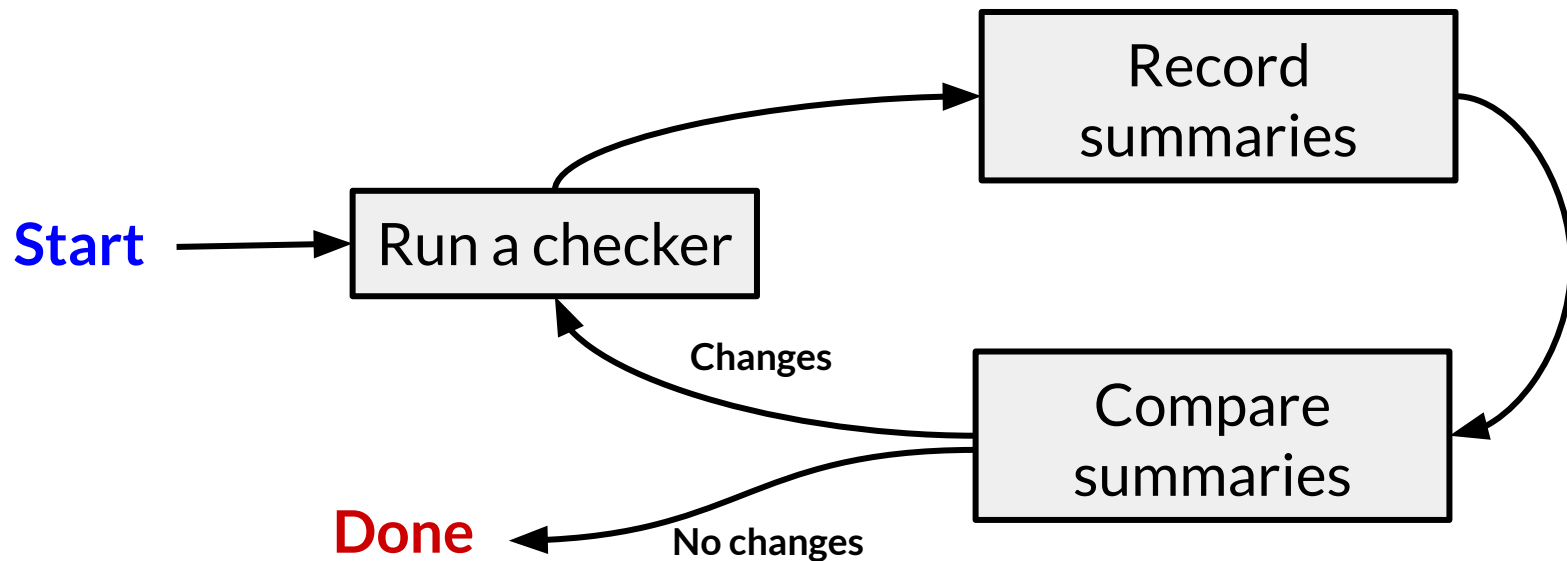 Record
summaries
Start
Run a checker
Changes
Compare
summaries
Done
No changes